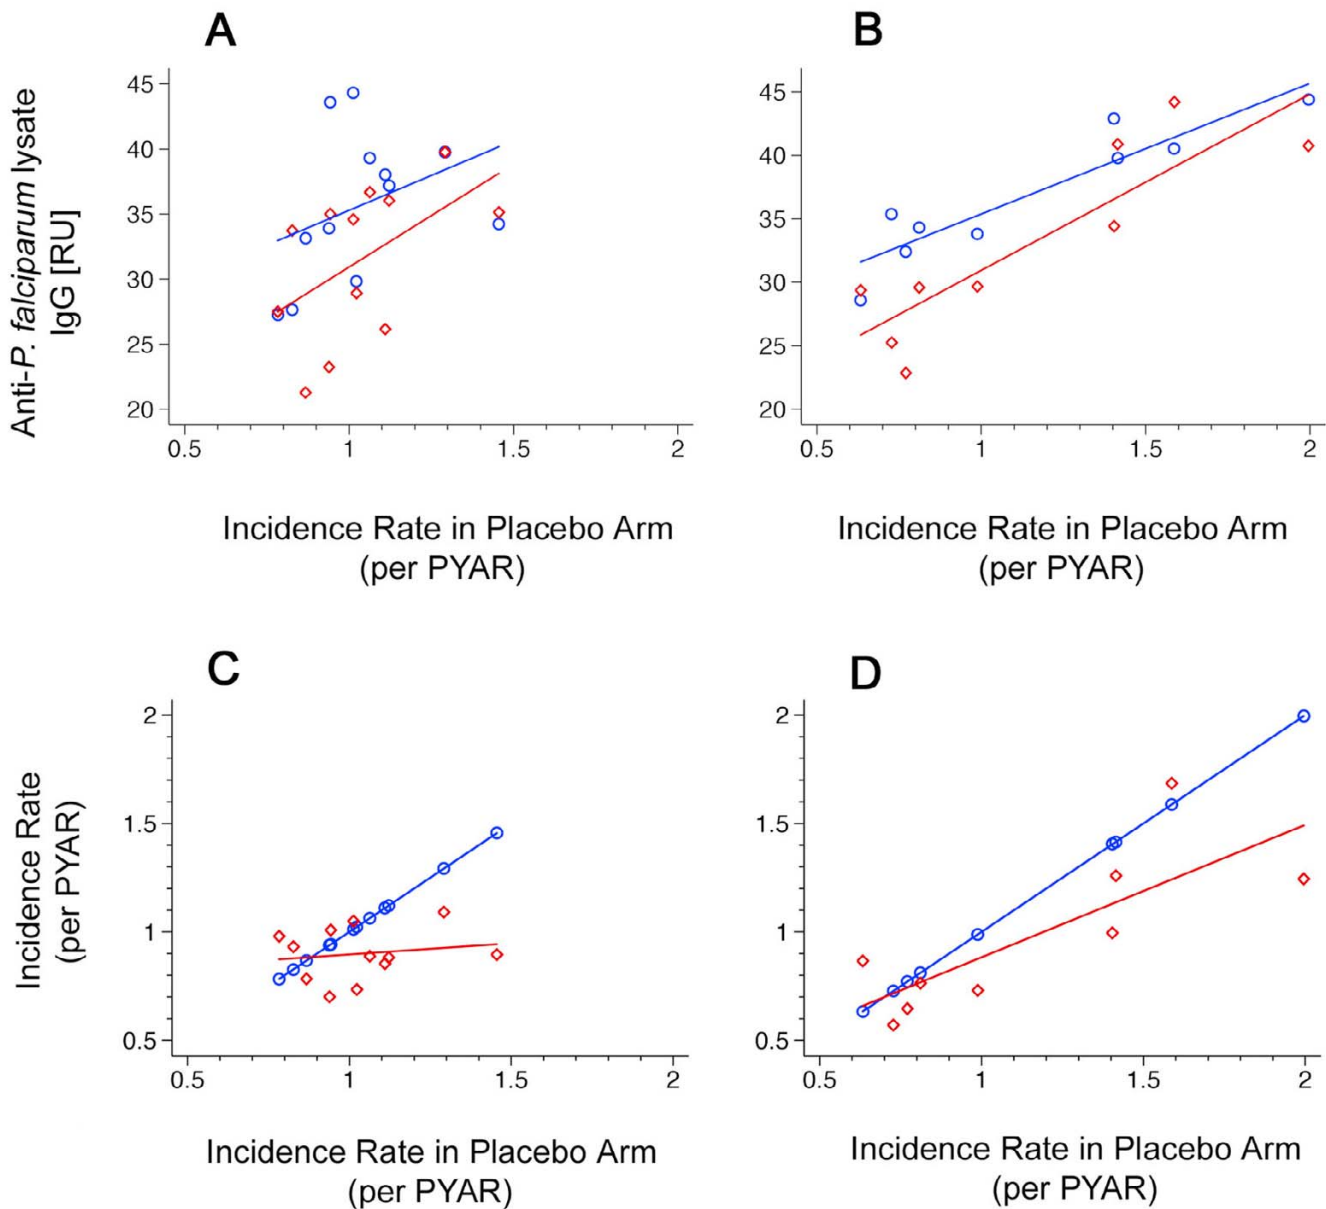 A
B
Anti-P. falciparum lysate
IgG [RU]
45
40
35
30
25
20
0.5 1 1.5 2
45
40
35
30
25
20
0.5 1 1.5 2
Incidence Rate in Placebo Arm
(per PYAR)
Incidence Rate in Placebo Arm
(per PYAR)
C
D
Incidence Rate
(per PYAR)
2
1.5
1
0.5
0.5 1 1.5 2
2
1.5
1
0.5
0.5 1 1.5 2
Incidence Rate in Placebo Arm
(per PYAR)
Incidence Rate in Placebo Arm
(per PYAR)